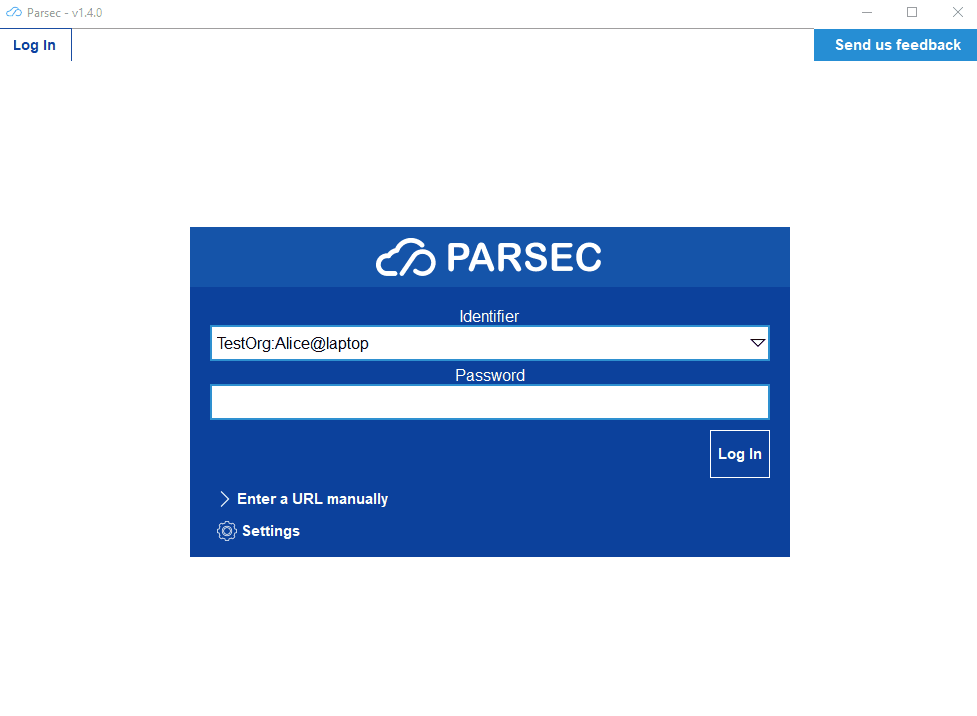 Parsec - v1.4.0
Log In
Send us feedback
PARSEC
Identifier
TestOrg:Alice@laptop
Password
Log In
Enter a URL manually
Settings